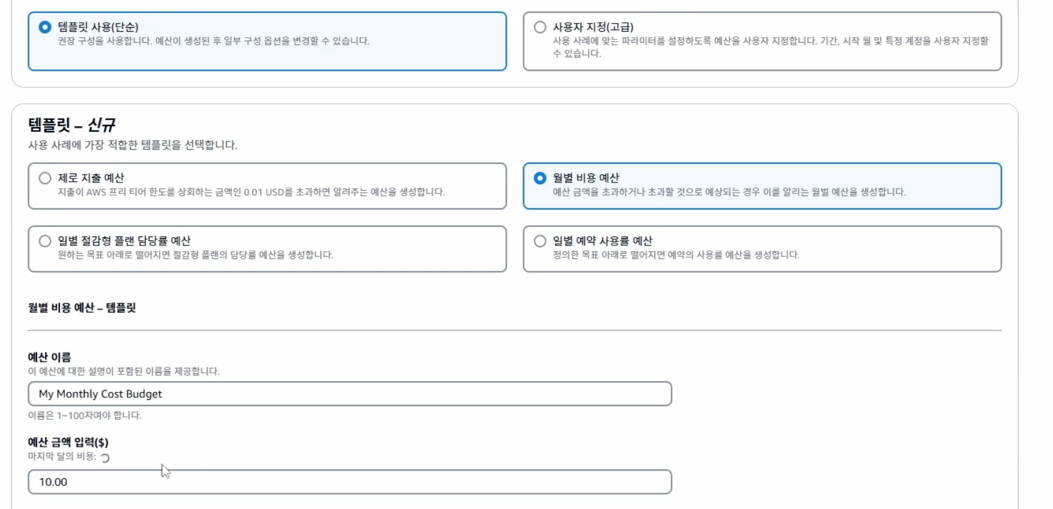 템플릿 사용(단순)
권장 구성을 사용합니다. 예산이 생성된 후 일부 구성 옵션을 변경할 수 있습니다.
사용자 지정(고급)
사용 사례에 맞는 파라미터를 설정하도록 예산을 사용자 지정합니다. 기간, 시작 월 및 특정 계정을 사용자 지정할
수 있습니다.
템플릿 – 신규
사용 사례에 가장 적합한 템플릿을 선택합니다.
제로 지출 예산
지출이 AWS 프리 티어 한도를 상회하는 금액인 0.01 USD를 초과하면 알려주는 예산을 생성합니다.
월별 비용 예산
예산 금액을 초과하거나 초과할 것으로 예상되는 경우 이를 알리는 월별 예산을 생성합니다.
일별 절감형 플랜 담당률 예산
원하는 목표 아래로 떨어지면 절감형 플랜의 담당률 예산을 생성합니다.
일별 예약 사용률 예산
정의한 목표 아래로 떨어지면 예약의 사용률 예산을 생성합니다.
월별 비용 예산 – 템플릿
예산 이름
이 예산에 대한 설명이 포함된 이름을 제공합니다.
My Monthly Cost Budget
이름은 1~100자여야 합니다.
예산 금액 입력($)
마지막 달의 비용:
10.00